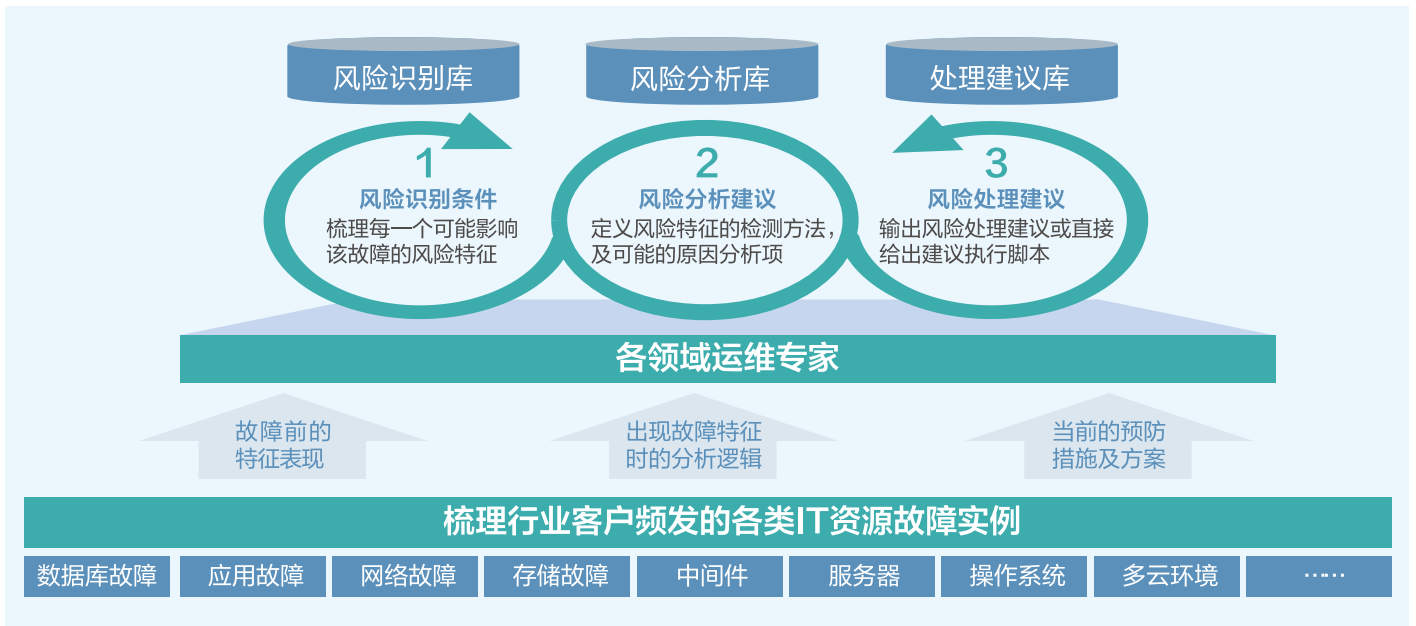 风险识别库
风险分析库
处理建议库
1
风险识别条件
梳理每一个可能影响
该故障的风险特征
2
风险分析建议
定义风险特征的检测方法，
及可能的原因分析项
3
风险处理建议
输出风险处理建议或直接
给出建议执行脚本
各领域运维专家
故障前的
特征表现
出现故障特征
时的分析逻辑
当前的预防
措施及方案
梳理行业客户频发的各类IT资源故障实例
数据库故障
应用故障
网络故障
存储故障
中间件
服务器
操作系统
多云环境
……